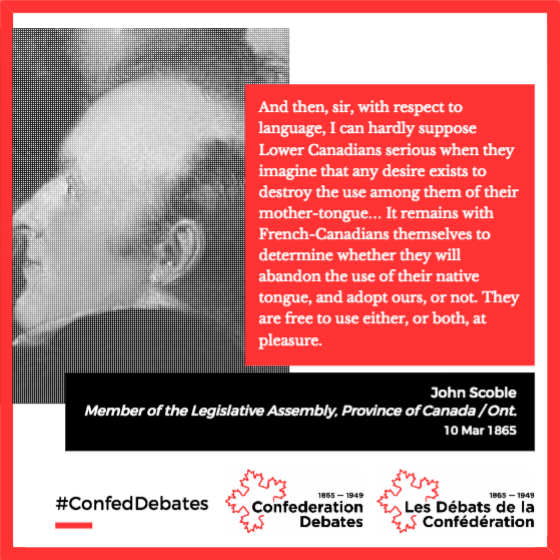 And then, sir, with respect to
language, I can hardly suppose
Lower Canadians serious when they
imagine that any desire exists to
destroy the use among them of their
mother-tongue... It remains with
French-Canadians themselves to
determine whether they will
abandon the use of their native
tongue, and adopt ours, or not. They
are free to use either, or both, at
pleasure.
John Scoble
Member of the Legislative Assembly, Province of Canada / Ont.
10 Mar 1865
#ConfedDebates
1865 — 1949
Confederation
Debates
1865 — 1949
Les Débats de la
Confédération